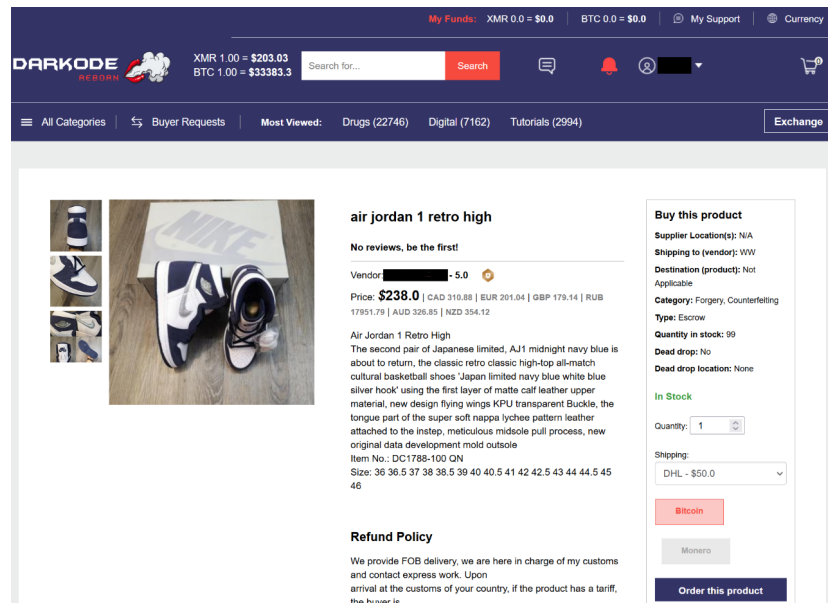 My Funds: XMR 0.0 = $0.0 BTC 0.0 = $0.0 My Support Currency
DARKODE
REBORN
XMR 1.00 = $203.03
BTC 1.00 = $33383.3
Search for...
Search
0
All Categories Buyer Requests Most Viewed: Drugs (22746) Digital (7162) Tutorials (2994) Exchange
NIKE
air jordan 1 retro high
No reviews, be the first!
Vendor: - 5.0
Price: $238.0 | CAD 310.88 | EUR 201.04 | GBP 179.14 | RUB
17951.79 | AUD 326.85 | NZD 354.12
Air Jordan 1 Retro High
The second pair of Japanese limited, AJ1 midnight navy blue is
about to return, the classic retro classic high-top all-match
cultural basketball shoes 'Japan limited navy blue white blue
silver hook' using the first layer of matte calf leather upper
material, new design flying wings KPU transparent Buckle, the
tongue part of the super soft nappa lychee pattern leather
attached to the instep, meticulous midsole pull process, new
original data development mold outsole
Item No.: DC1788-100 QN
Size: 36 36.5 37 38 38.5 39 40 40.5 41 42 42.5 43 44 44.5 45
46
Refund Policy
We provide FOB delivery, we are here in charge of my customs
and contact express work. Upon
arrival at the customs of your country, if the product has a tariff,
the buyer is
Buy this product
Supplier Location(s): N/A
Shipping to (vendor): WW
Destination (product): Not
Applicable
Category: Forgery, Counterfeiting
Type: Escrow
Quantity in stock: 99
Dead drop: No
Dead drop location: None
In Stock
Quantity: 1
Shipping:
DHL - $50.0
Bitcoin
Monero
Order this product